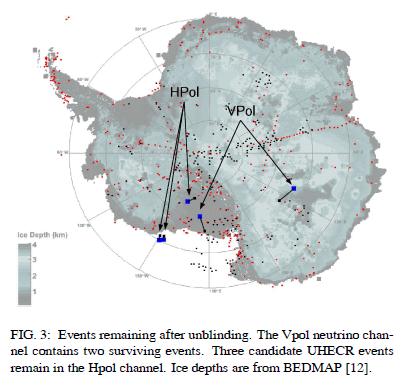 HPol
VPol
Ice Depth (km)
4
3
2
1
FIG. 3: Events remaining after unblinding. The Vpol neutrino chan-
nel contains two surviving events. Three candidate UHECR events
remain in the Hpol channel. Ice depths are from BEDMAP [12].